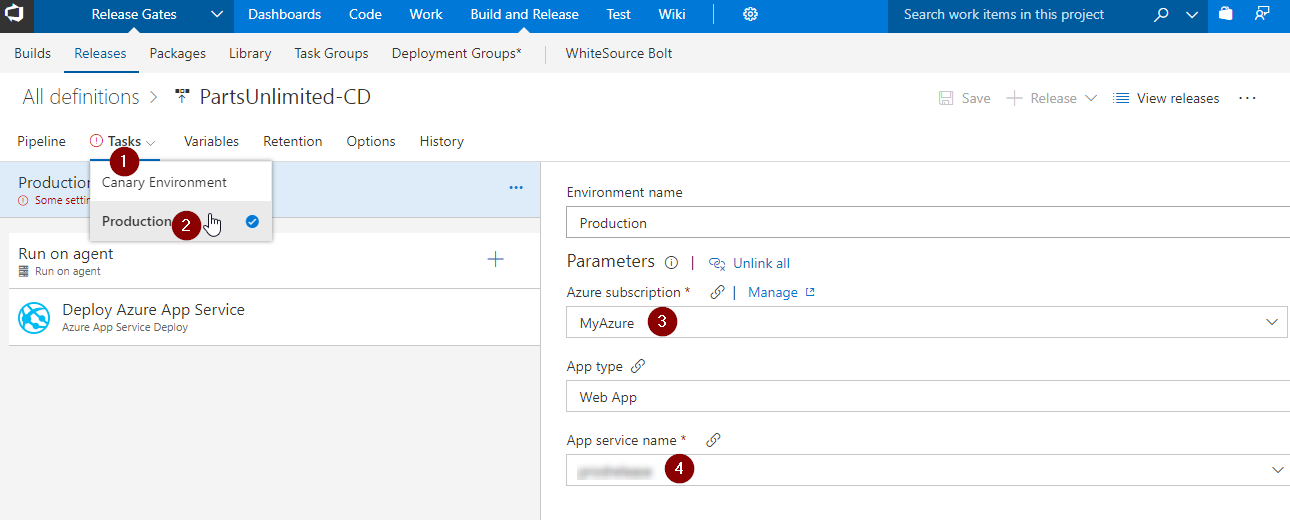 Release Gates Dashboards Code Work Build and Release Test Wiki Search work items in this project
Builds Releases Packages Library Task Groups Deployment Groups* WhiteSource Bolt
All definitions > PartsUnlimited-CD Save Release View releases ...
Pipeline Tasks Variables Retention Options History
1
Canary Environment
Production 2
Production
Some settin
Run on agent
Run on agent
Deploy Azure App Service
Azure App Service Deploy
Environment name
Production
Parameters | Unlink all
Azure subscription * | Manage
MyAzure 3
App type
Web App
App service name *
4